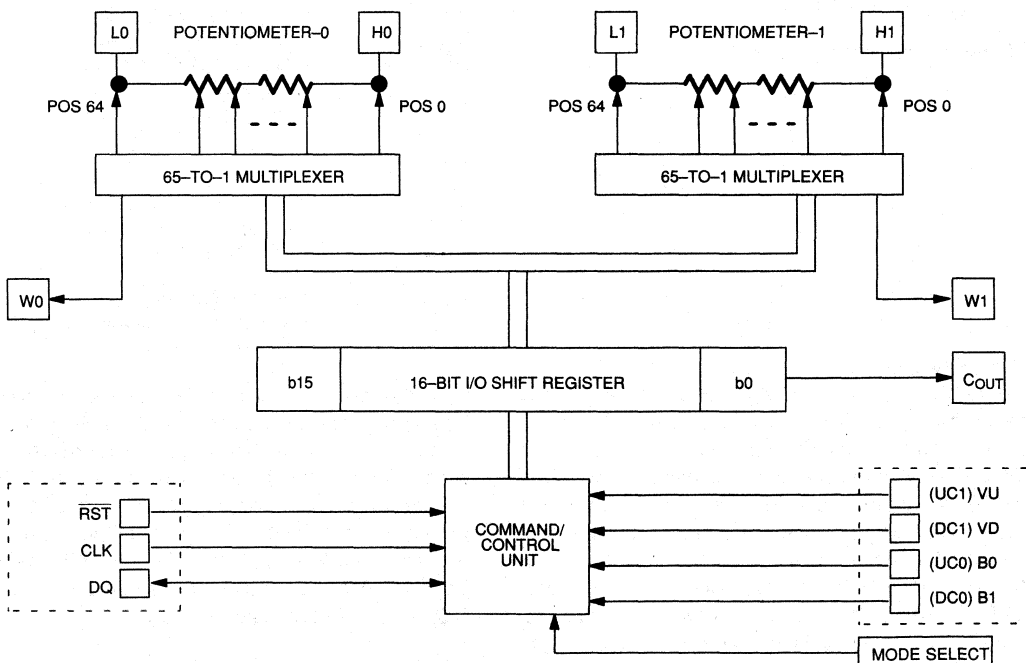 L0 POTENTIOMETER–0 H0
L1 POTENTIOMETER–1 H1
POS 64 POS 0
POS 64 POS 0
65–TO–1 MULTIPLEXER
65–TO–1 MULTIPLEXER
W0
W1
b15 16–BIT I/O SHIFT REGISTER b0
COUT
RST
CLK
DQ
COMMAND/
CONTROL
UNIT
(UC1) VU
(DC1) VD
(UC0) B0
(DC0) B1
MODE SELECT